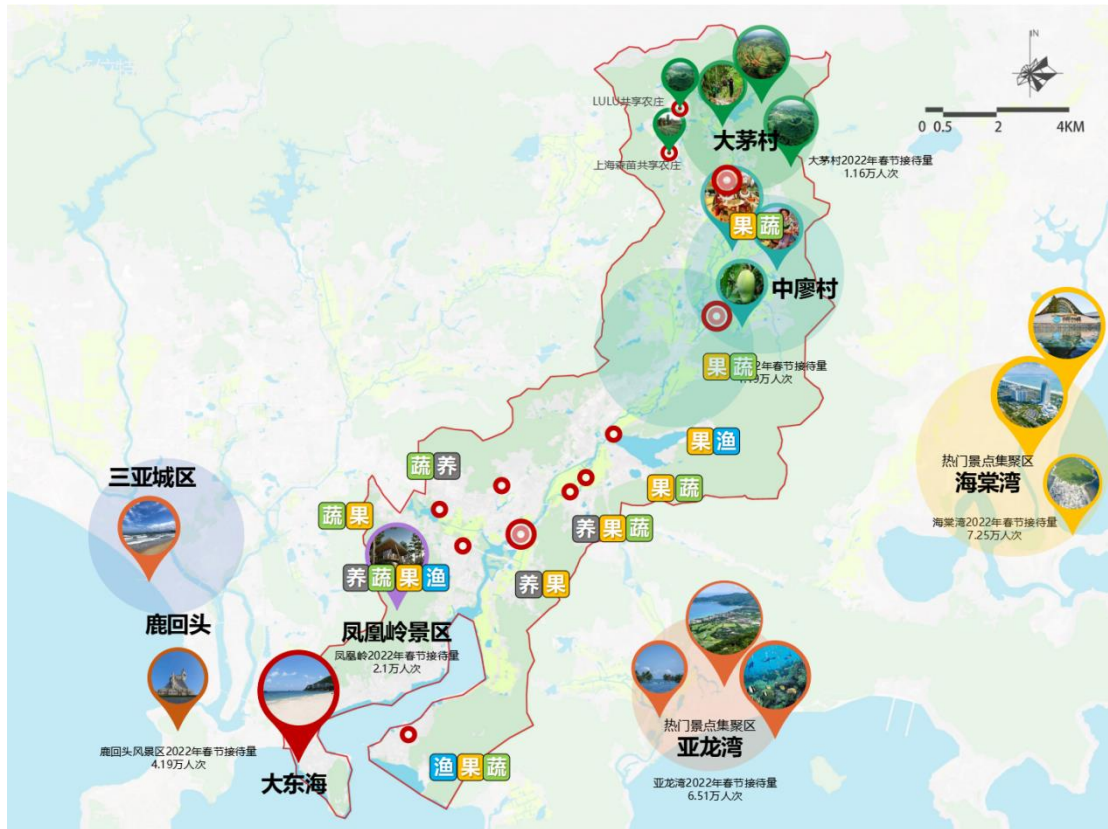 IN
0 0.5 2 4KM
LULU共享农庄
大茅村
大茅村2022年春节接待量
1.16万人次
果 蔬
中廖村
年春节接待量
果 蔬
万人次
果 渔
蔬 养
果 蔬
蔬 果
养 果 蔬
养 蔬 果 渔
养 果
凤凰岭景区
凤凰岭2022年春节接待量
2.1万人次
渔 果 蔬
三亚城区
鹿回头
鹿回头风景区2022年春节接待量
4.19万人次
大东海
热门景点集聚区
海棠湾
海棠湾2022年春节接待量
7.25万人次
热门景点集聚区
亚龙湾
亚龙湾2022年春节接待量
6.51万人次